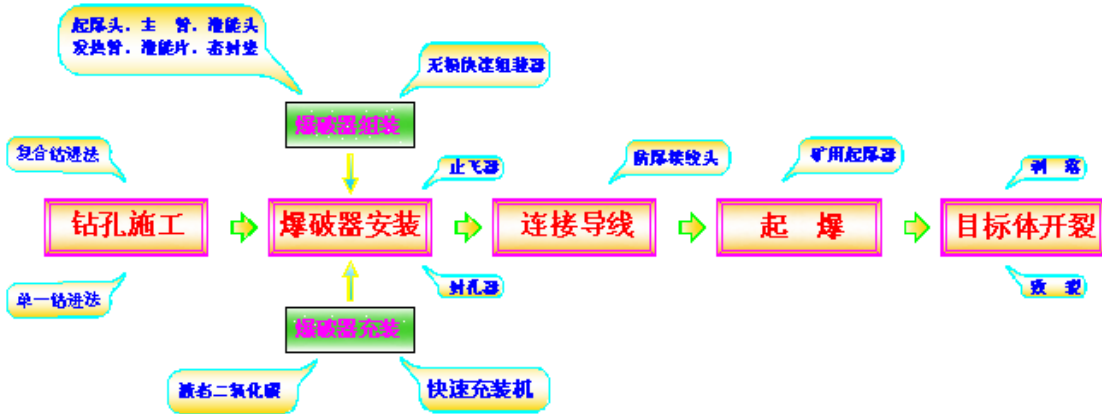 起爆头、主 管、泄能头
发热管、泄能片、密封垫
无损快速组装器
爆破器组装
复合钻进法
止飞器
防爆接线头
矿用起爆器
剥 落
钻孔施工
爆破器安装
连接导线
起 爆
目标体开裂
单一钻进法
封孔器
致 裂
爆破器充装
液态二氧化碳
快速充装机